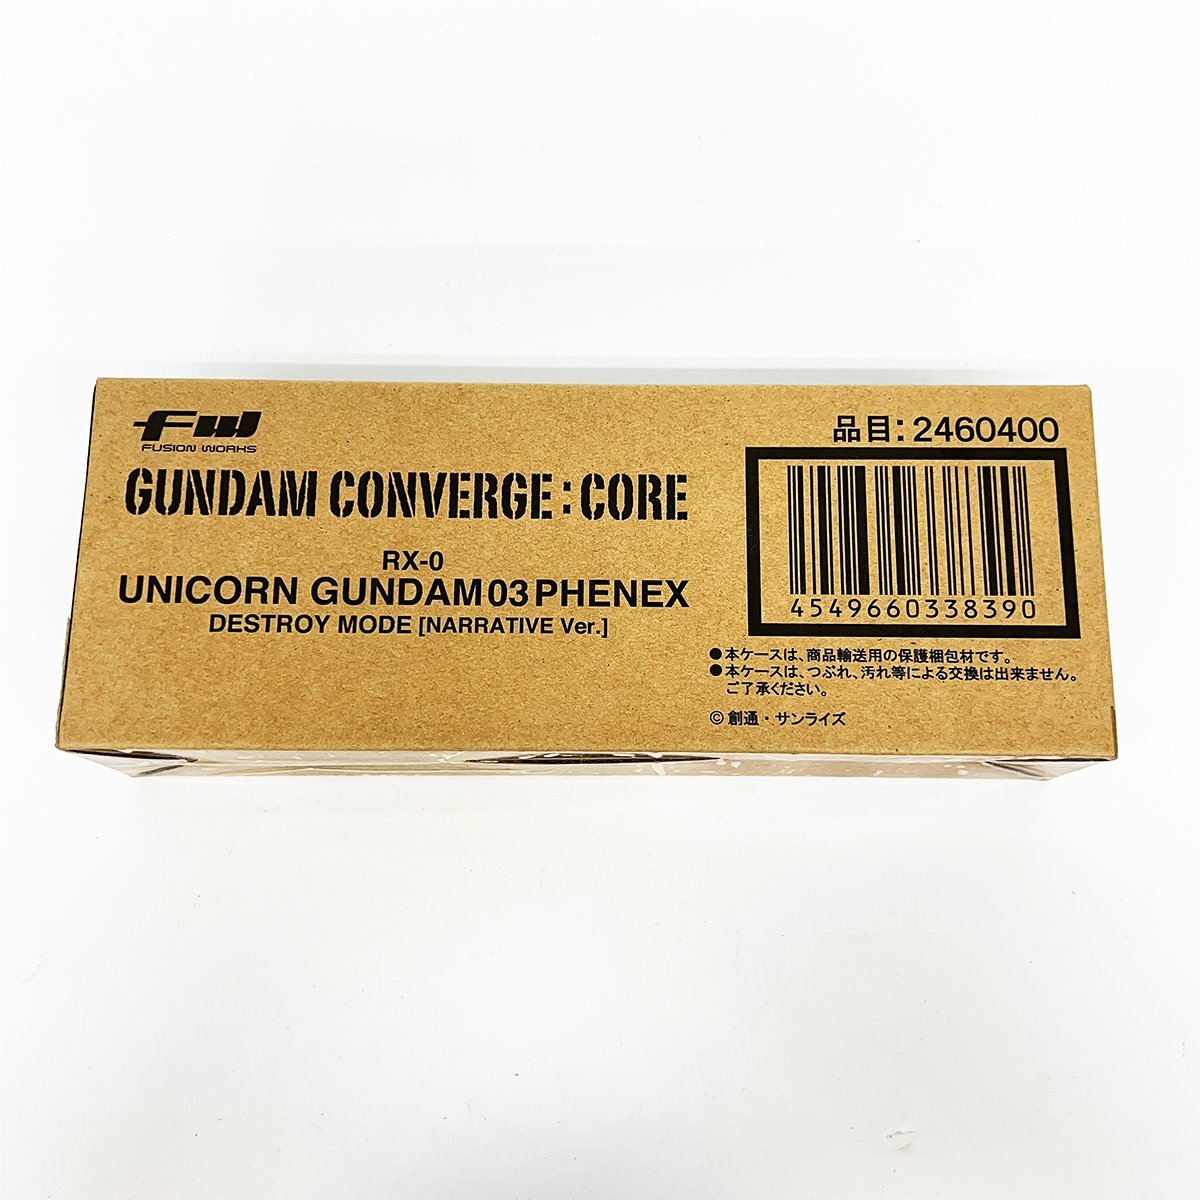 FW
FUSION WORKS
GUNDAM CONVERGE:CORE
RX-0
UNICORN GUNDAM03 PHENEX
DESTROY MODE [NARRATIVE Ver.]
品目:2460400
4549660338390
●本ケースは、商品輸送用の保護梱包材です。
●本ケースは、つぶれ、汚れ等による交換は出来ません。
ご了承ください。
© 創通・サンライズ